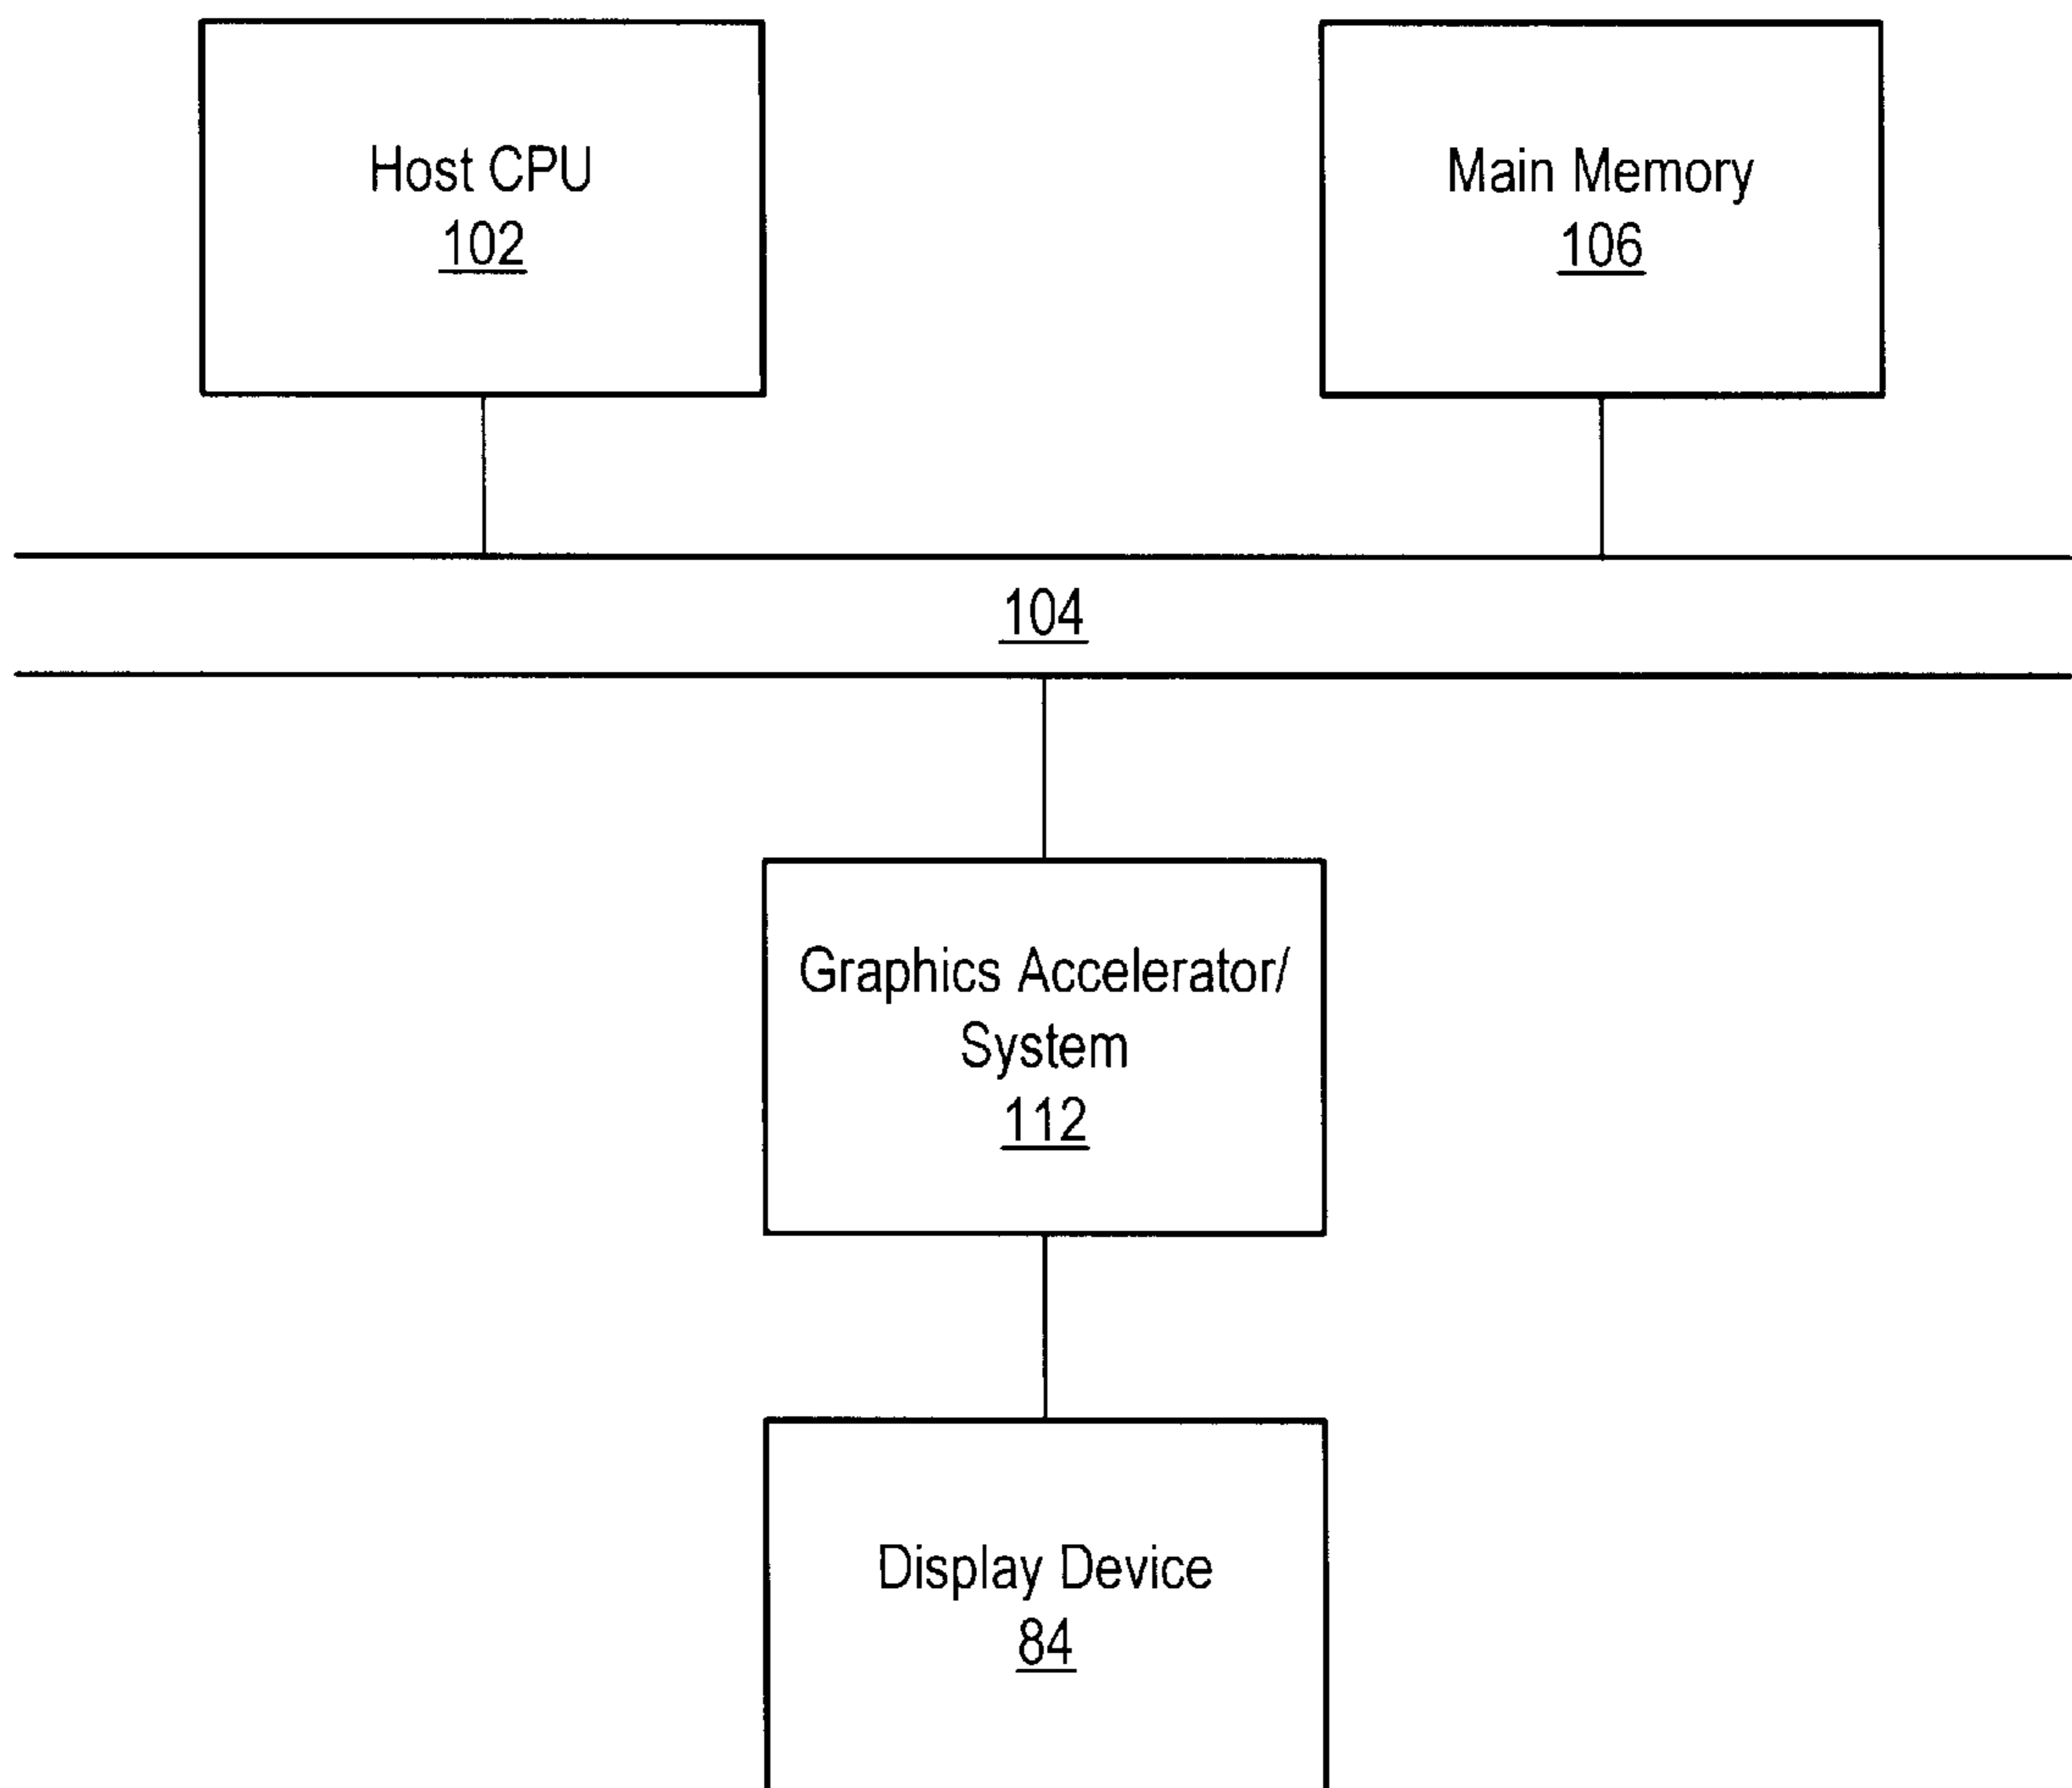 Host CPU
102
Main Memory
106
104
Graphics Accelerator/
System
112
Display Device
84